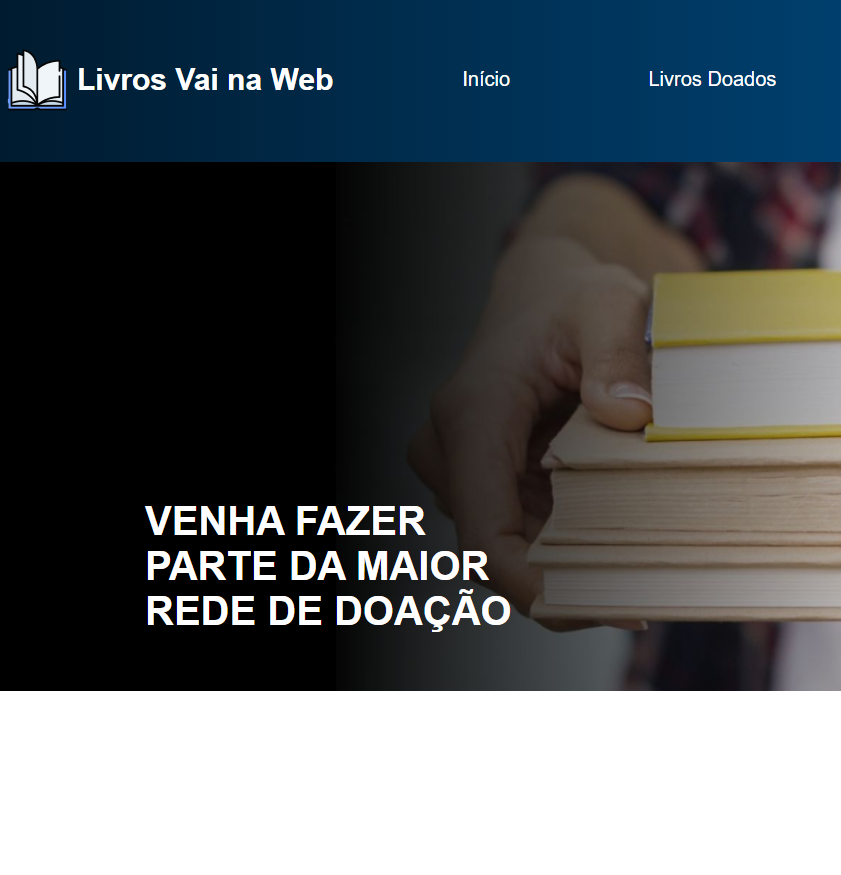 Livros Vai na Web
Início
Livros Doados
VENHA FAZER
PARTE DA MAIOR
REDE DE DOAÇÃO